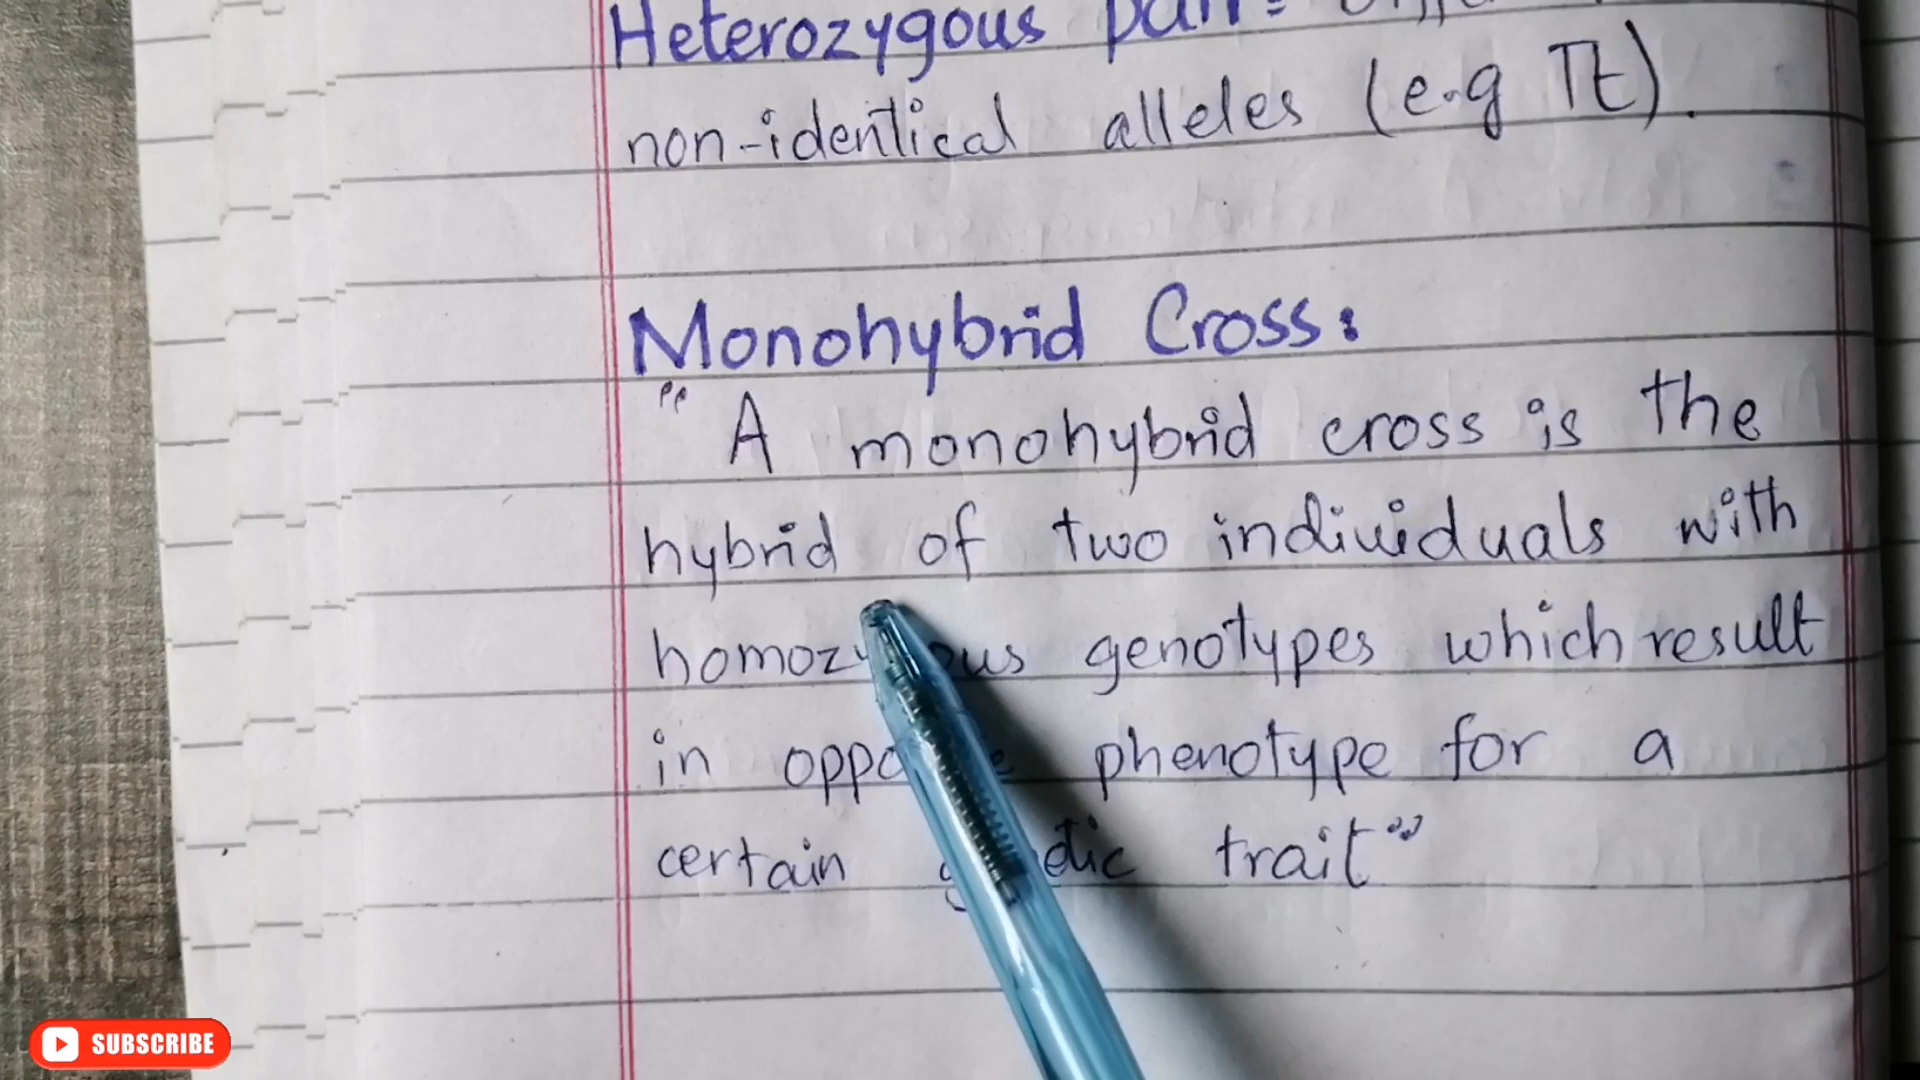 Heterozygous pair:
non-identical alleles (e.g Tt).
Monohybrid Cross:
" A monohybrid cross is the
hybrid of two individuals with
genotypes which result
in phenotype for a
certain trait"
SUBSCRIBE